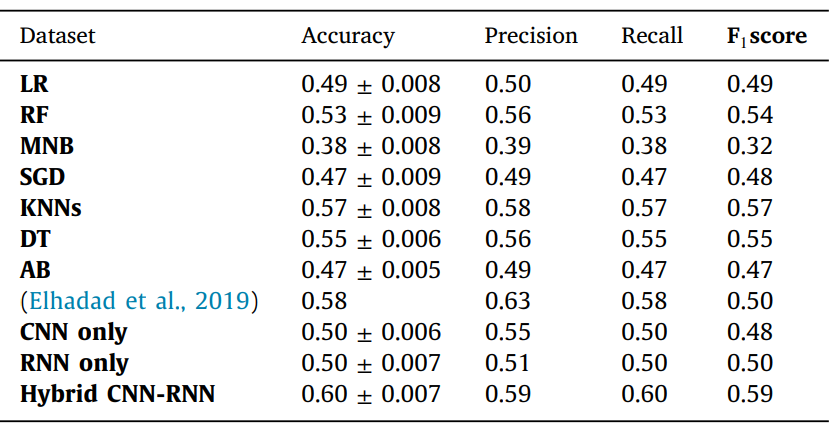 Dataset Accuracy Precision Recall F1 score
LR 0.49 ± 0.008 0.50 0.49 0.49
RF 0.53 ± 0.009 0.56 0.53 0.54
MNB 0.38 ± 0.008 0.39 0.38 0.32
SGD 0.47 ± 0.009 0.49 0.47 0.48
KNNs 0.57 ± 0.008 0.58 0.57 0.57
DT 0.55 ± 0.006 0.56 0.55 0.55
AB 0.47 ± 0.005 0.49 0.47 0.47
(Elhadad et al., 2019) 0.58 0.63 0.58 0.50
CNN only 0.50 ± 0.006 0.55 0.50 0.48
RNN only 0.50 ± 0.007 0.51 0.50 0.50
Hybrid CNN-RNN 0.60 ± 0.007 0.59 0.60 0.59